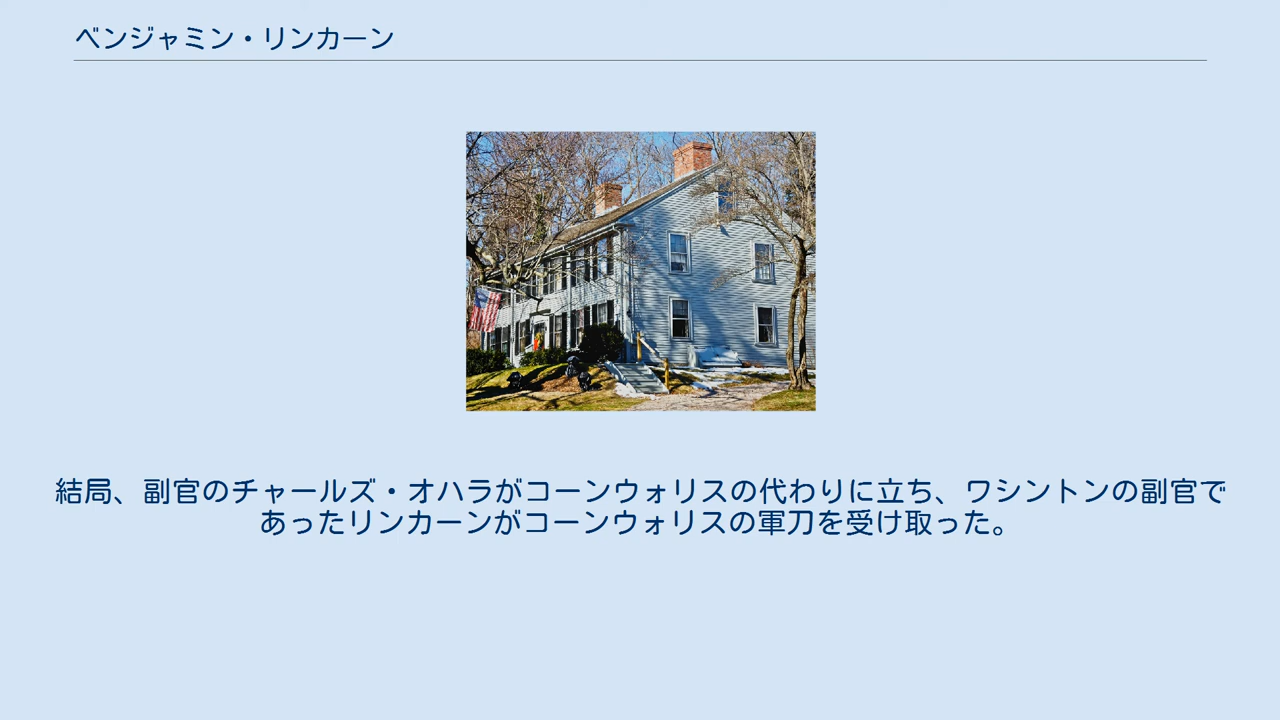 ベンジャミン・リンカーン
結局、副官のチャールズ・オハラがコーンウォリスの代わりに立ち、ワシントンの副官で
あったリンカーンがコーンウォリスの軍刀を受け取った。